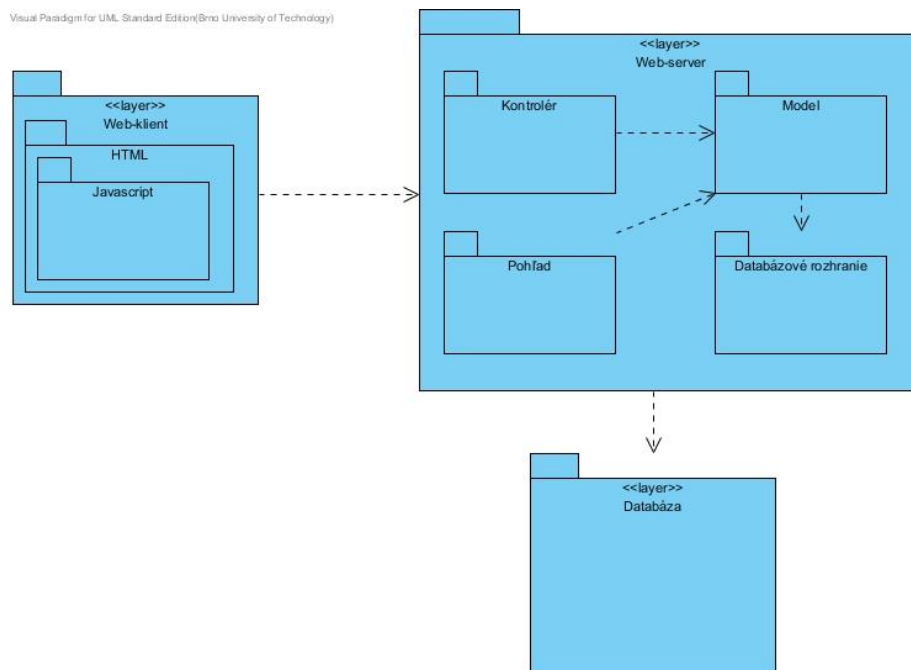 Visual Paradigm for UML Standard Edition(Brno University of Technology)
<<layer>>
Web-klient
HTML
Javascript
<<layer>>
Web-server
Kontrolér
Model
Pohľad
Databázové rozhranie
<<layer>>
Databáza